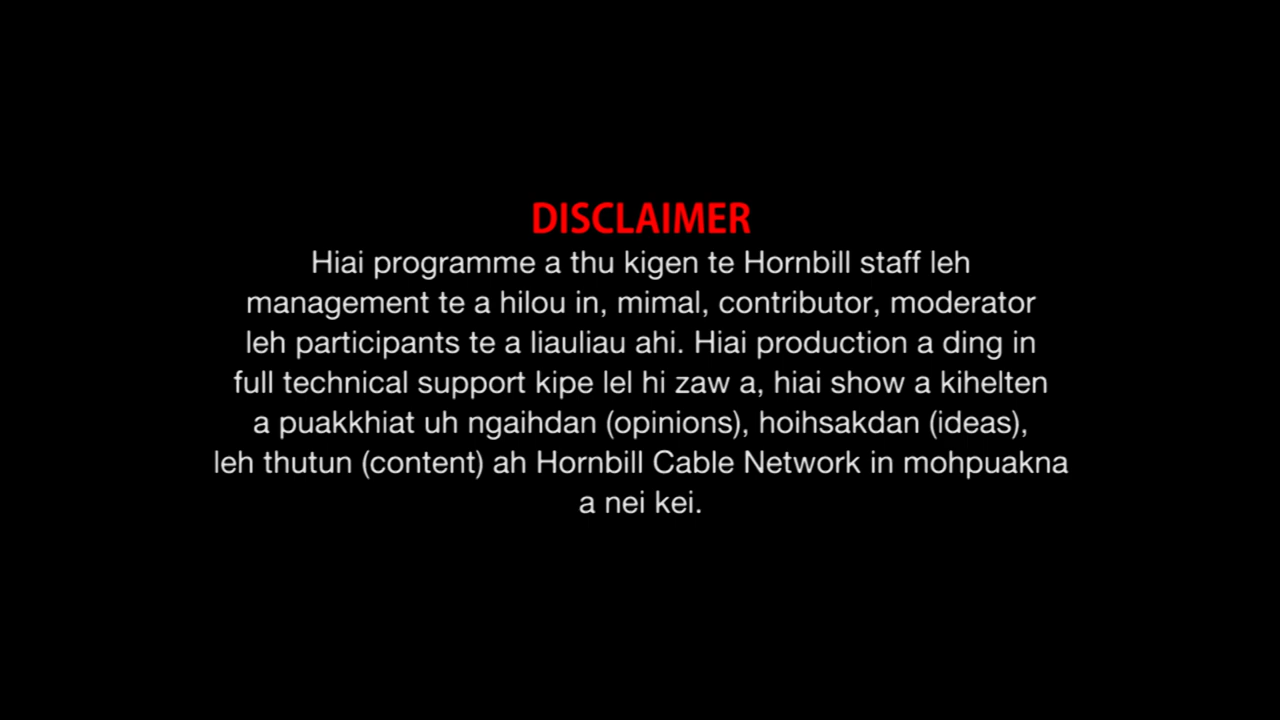 DISCLAIMER
Hiai programme a thu kigen te Hornbill staff leh
management te a hilou in, mimal, contributor, moderator
leh participants te a liauliau ahi. Hiai production a ding in
full technical support kipe lel hi zaw a, hiai show a kihelten
a puakkhiat uh ngaihdan (opinions), hoihsakdan (ideas),
leh thutun (content) ah Hornbill Cable Network in mohpuakna
a nei kei.